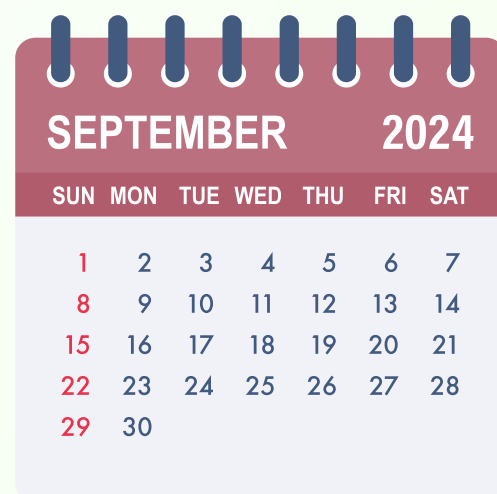 SEPTEMBER 2024
SUN MON TUE WED THU FRI SAT
1 2 3 4 5 6 7
8 9 10 11 12 13 14
15 16 17 18 19 20 21
22 23 24 25 26 27 28
29 30